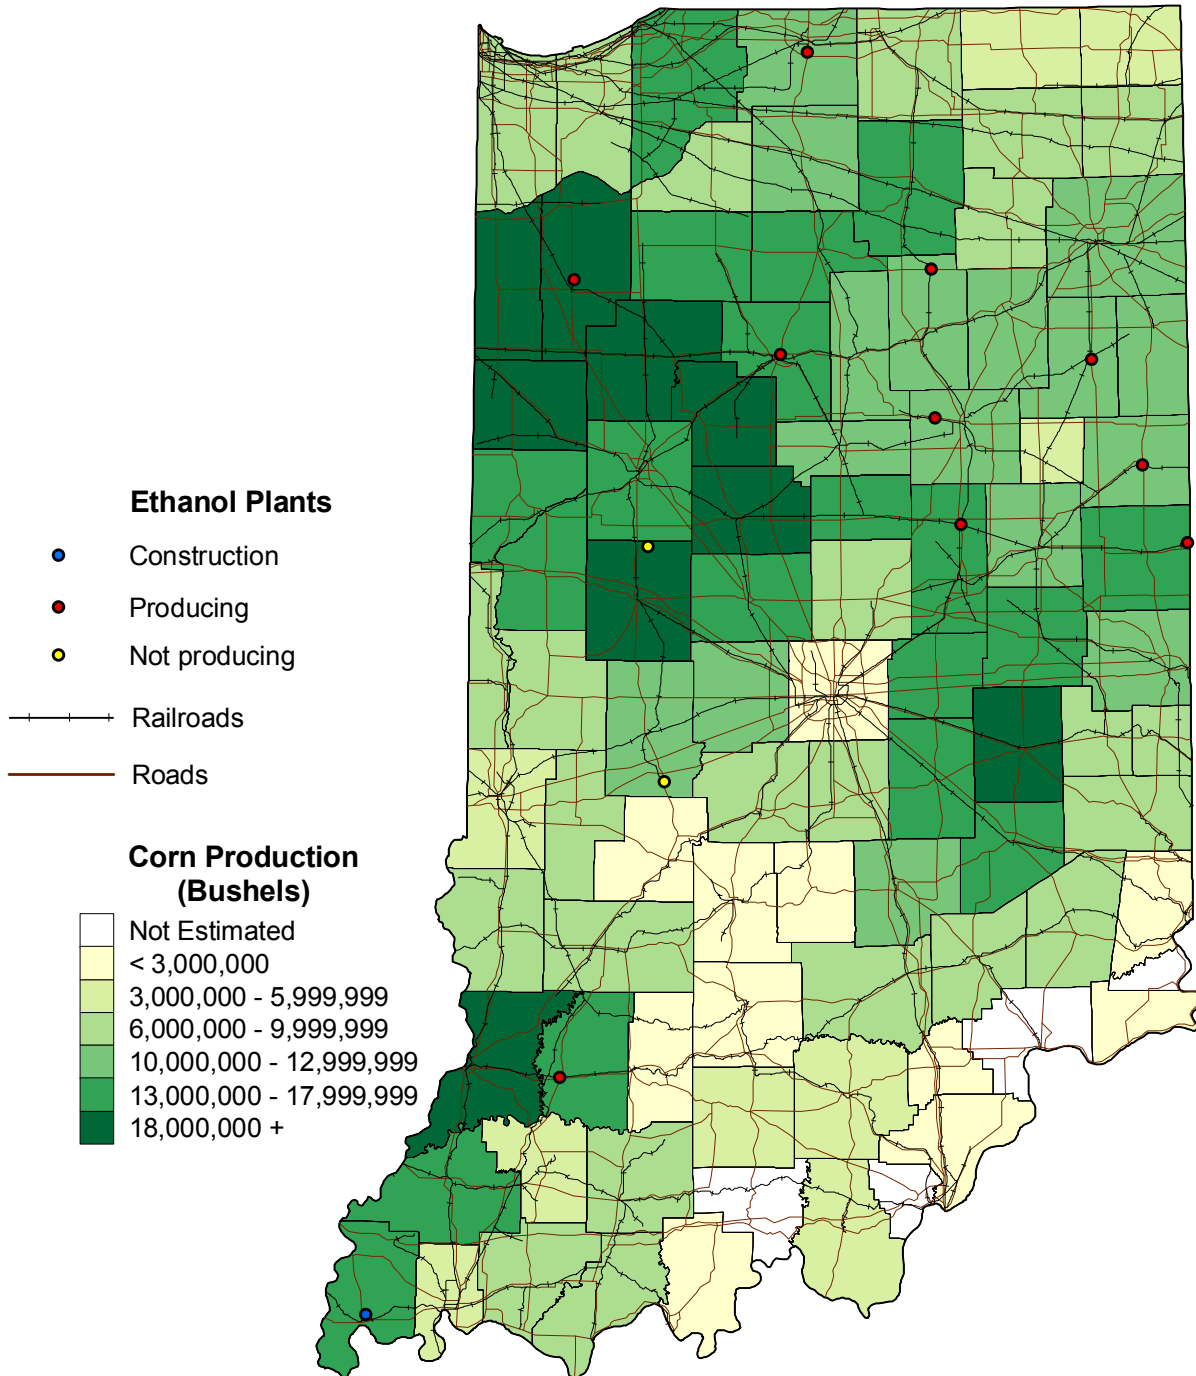 Ethanol Plants
Construction
Producing
Not producing
Railroads
Roads
Corn Production
(Bushels)
Not Estimated
< 3,000,000
3,000,000 - 5,999,999
6,000,000 - 9,999,999
10,000,000 - 12,999,999
13,000,000 - 17,999,999
18,000,000 +